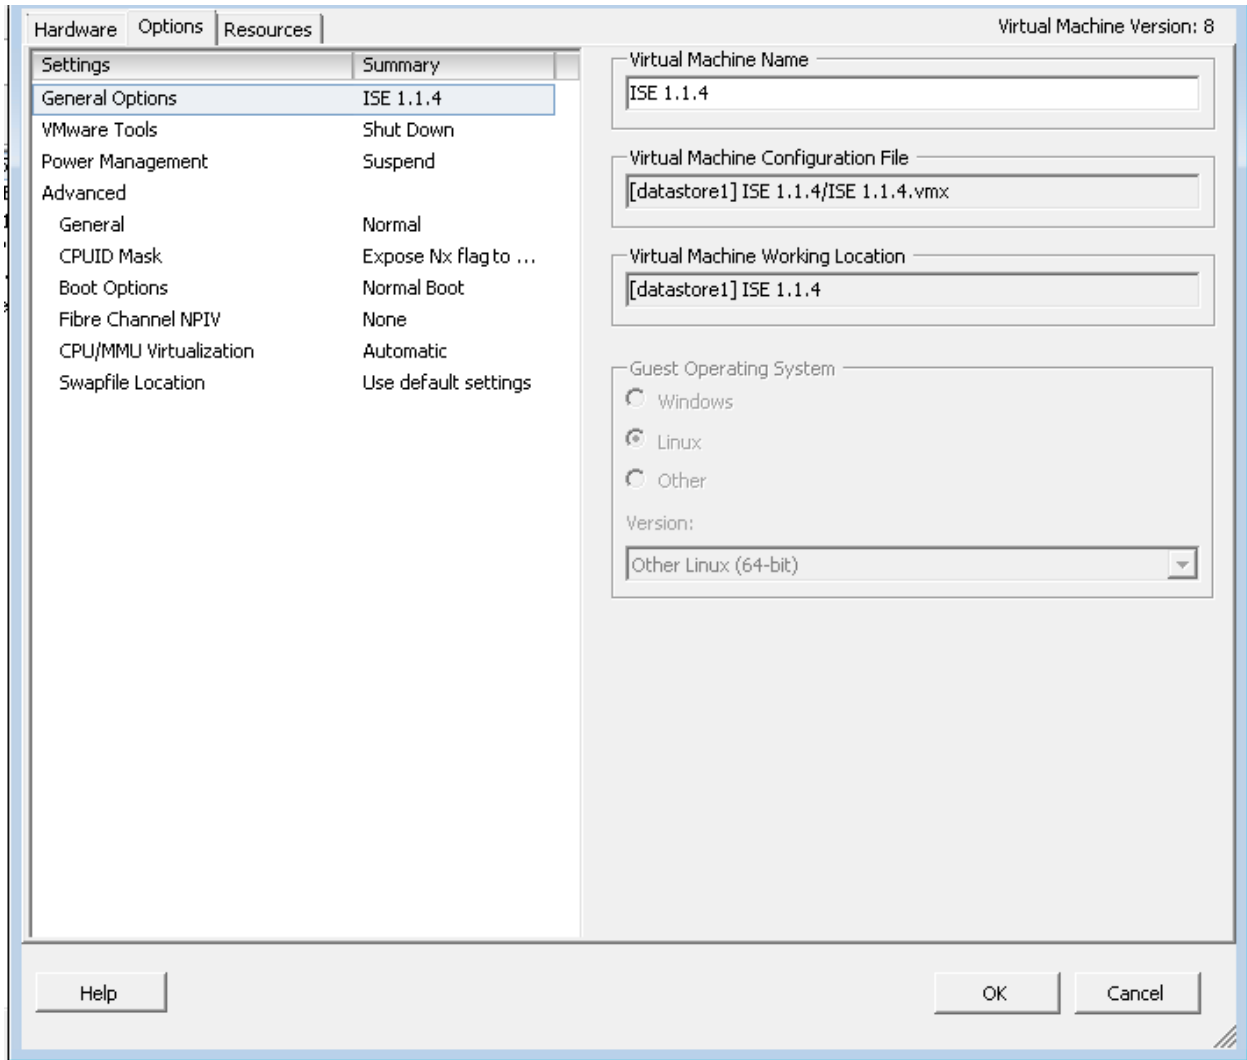 Hardware Options Resources Virtual Machine Version: 8
Settings Summary
General Options ISE 1.1.4
VMware Tools Shut Down
Power Management Suspend
Advanced
General Normal
CPUID Mask Expose Nx flag to ...
Boot Options Normal Boot
Fibre Channel NPIV None
CPU/MMU Virtualization Automatic
Swapfile Location Use default settings
Virtual Machine Name
ISE 1.1.4
Virtual Machine Configuration File
[datastore1] ISE 1.1.4/ISE 1.1.4.vmx
Virtual Machine Working Location
[datastore1] ISE 1.1.4
Guest Operating System
Windows
Linux
Other
Version:
Other Linux (64-bit)
Help OK Cancel